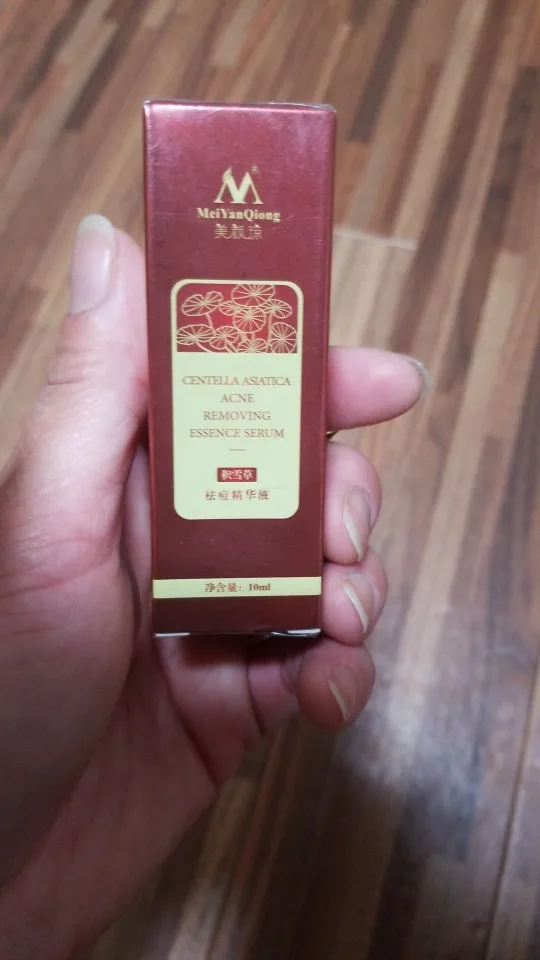 ®
MeiYanQiong
美颜琼
CENTELLA ASIATICA
ACNE
REMOVING
ESSENCE SERUM
积雪草
祛痘精华液
净含量：10ml